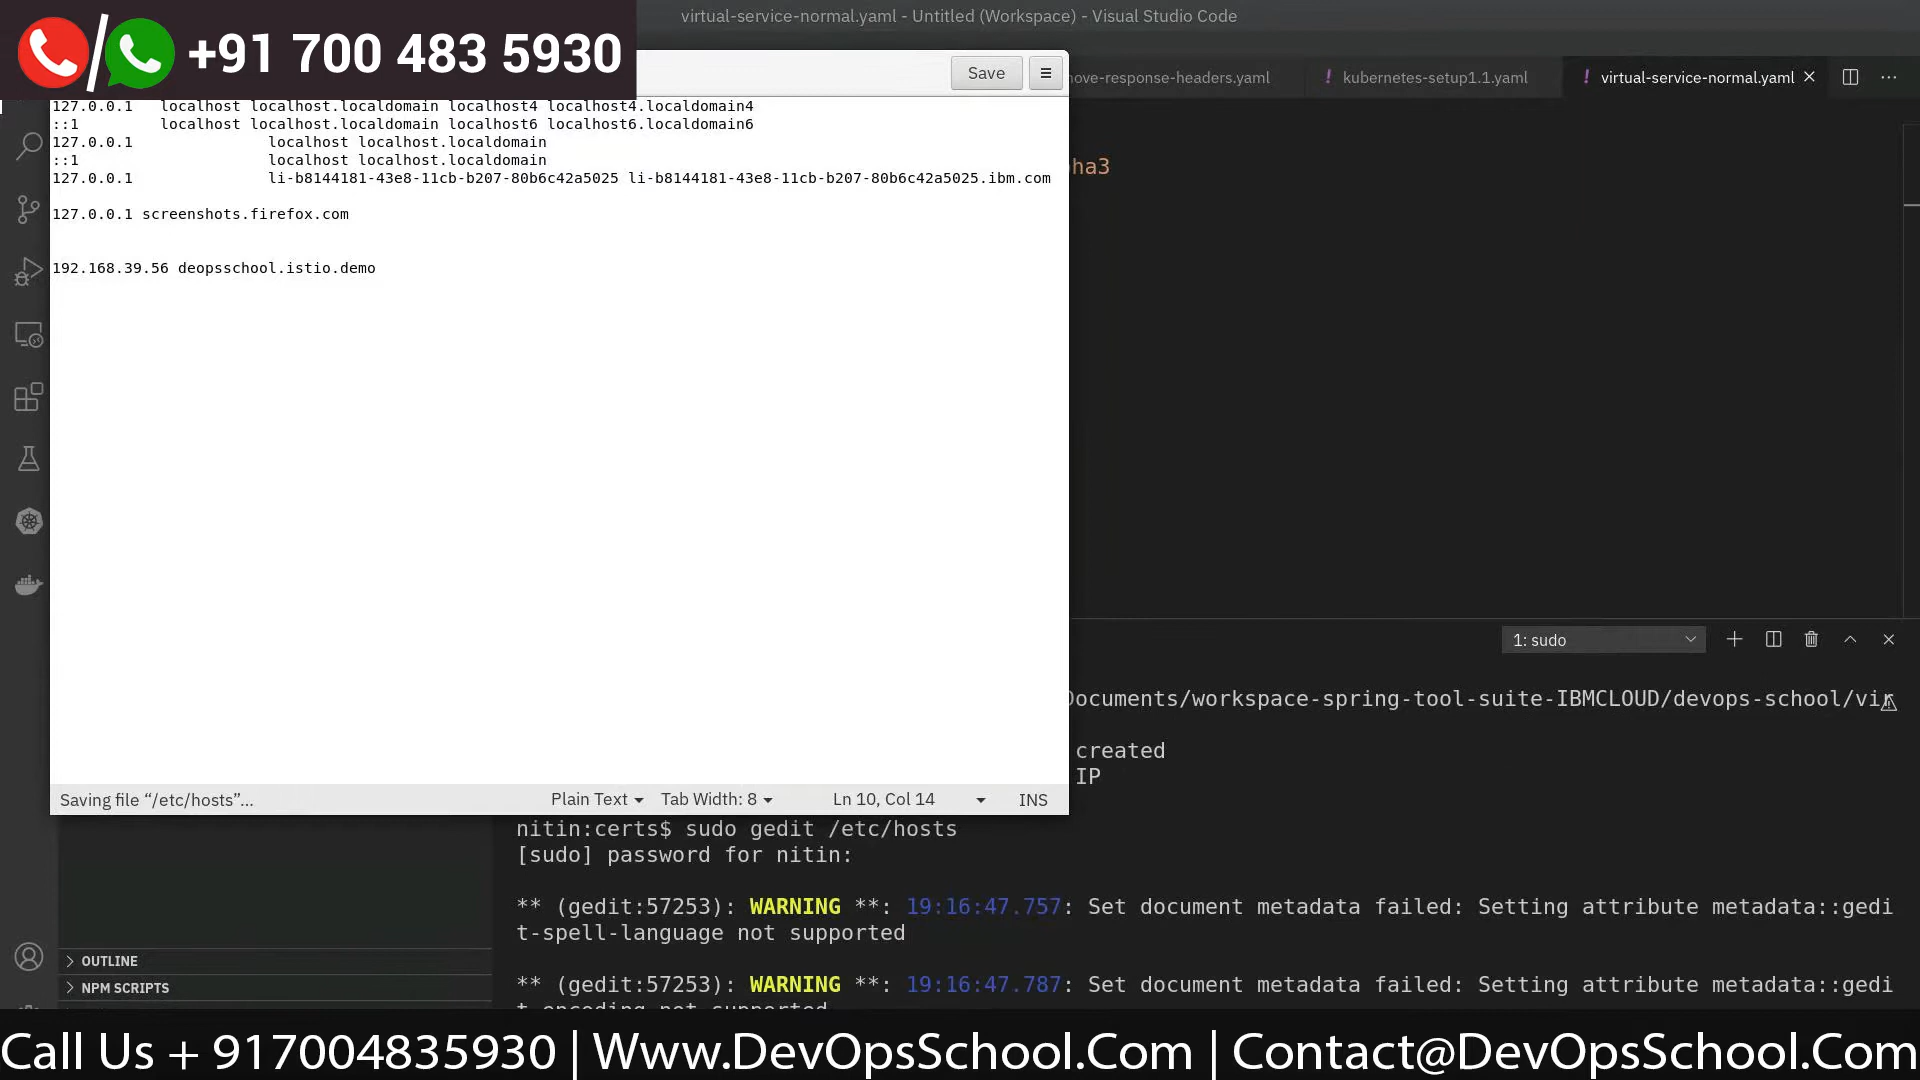 virtual-service-normal.yaml - Untitled (Workspace) - Visual Studio Code
+91 700 483 5930
Save
move-response-headers.yaml
! kubernetes-setup1.1.yaml
! virtual-service-normal.yaml
127.0.0.1 localhost localhost.localdomain localhost4 localhost4.localdomain4
::1 localhost localhost.localdomain localhost6 localhost6.localdomain6
127.0.0.1 localhost localhost.localdomain
::1 localhost localhost.localdomain
127.0.0.1 li-b8144181-43e8-11cb-b207-80b6c42a5025 li-b8144181-43e8-11cb-b207-80b6c42a5025.ibm.com
ha3
127.0.0.1 screenshots.firefox.com
192.168.39.56 deopsschool.istio.demo
1: sudo
Documents/workspace-spring-tool-suite-IBMCLOUD/devops-school/vir
created
IP
Saving file “/etc/hosts”...
Plain Text
Tab Width: 8
Ln 10, Col 14
INS
nitin:certs$ sudo gedit /etc/hosts
[sudo] password for nitin:
** (gedit:57253): WARNING **: 19:16:47.757: Set document metadata failed: Setting attribute metadata::gedi
t-spell-language not supported
** (gedit:57253): WARNING **: 19:16:47.787: Set document metadata failed: Setting attribute metadata::gedi
t-encoding not supported
OUTLINE
NPM SCRIPTS
Call Us + 917004835930 | Www.DevOpsSchool.Com | Contact@DevOpsSchool.Com